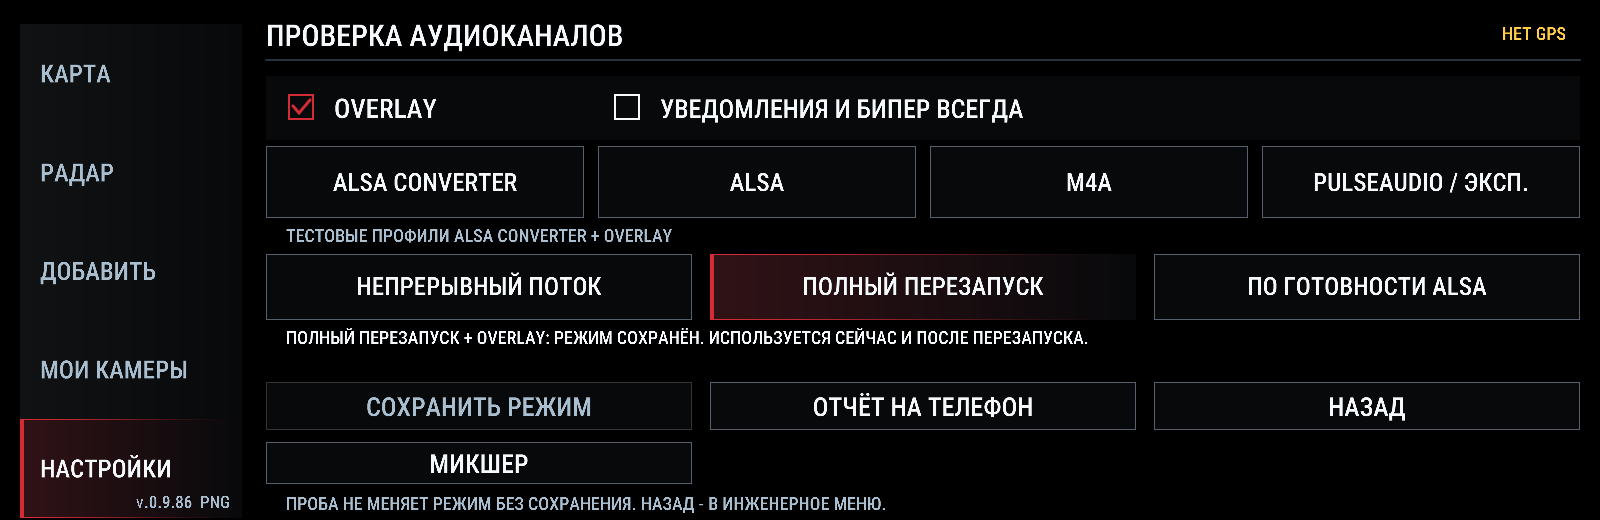 ПРОВЕРКА АУДИОКАНАЛОВ
НЕТ GPS
КАРТА
РАДАР
ДОБАВИТЬ
МОИ КАМЕРЫ
НАСТРОЙКИ
v.0.9.86 PNG
OVERLAY
УВЕДОМЛЕНИЯ И БИПЕР ВСЕГДА
ALSA CONVERTER
ALSA
M4A
PULSEAUDIO / ЭКСП.
ТЕСТОВЫЕ ПРОФИЛИ ALSA CONVERTER + OVERLAY
НЕПРЕРЫВНЫЙ ПОТОК
ПОЛНЫЙ ПЕРЕЗАПУСК
ПО ГОТОВНОСТИ ALSA
ПОЛНЫЙ ПЕРЕЗАПУСК + OVERLAY: РЕЖИМ СОХРАНЁН. ИСПОЛЬЗУЕТСЯ СЕЙЧАС И ПОСЛЕ ПЕРЕЗАПУСКА.
СОХРАНИТЬ РЕЖИМ
ОТЧЁТ НА ТЕЛЕФОН
НАЗАД
МИКШЕР
ПРОБА НЕ МЕНЯЕТ РЕЖИМ БЕЗ СОХРАНЕНИЯ. НАЗАД - В ИНЖЕНЕРНОЕ МЕНЮ.